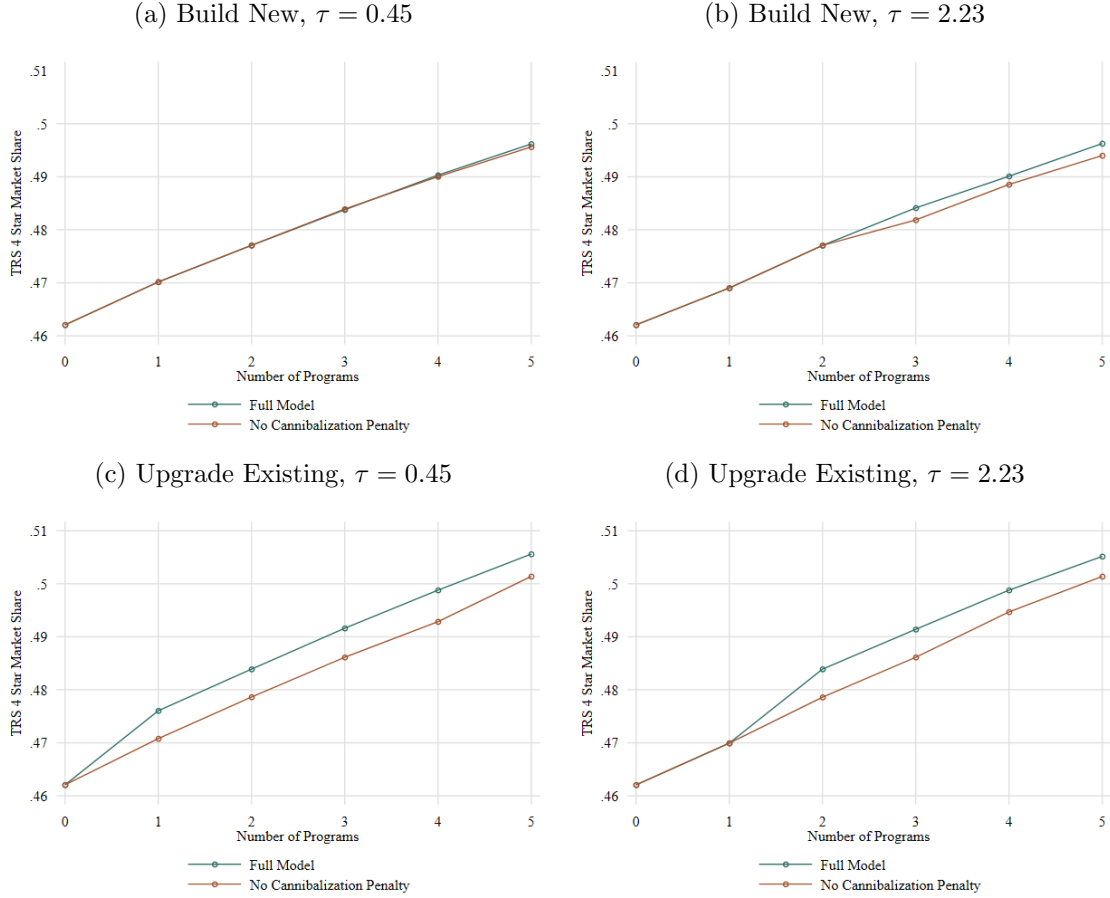 (a) Build New, τ = 0.45
TRS 4 Star Market Share
.51
.5
.49
.48
.47
.46
0 1 2 3 4 5
Number of Programs
Full Model
No Cannibalization Penalty
(b) Build New, τ = 2.23
TRS 4 Star Market Share
.51
.5
.49
.48
.47
.46
0 1 2 3 4 5
Number of Programs
Full Model
No Cannibalization Penalty
(c) Upgrade Existing, τ = 0.45
TRS 4 Star Market Share
.51
.5
.49
.48
.47
.46
0 1 2 3 4 5
Number of Programs
Full Model
No Cannibalization Penalty
(d) Upgrade Existing, τ = 2.23
TRS 4 Star Market Share
.51
.5
.49
.48
.47
.46
0 1 2 3 4 5
Number of Programs
Full Model
No Cannibalization Penalty